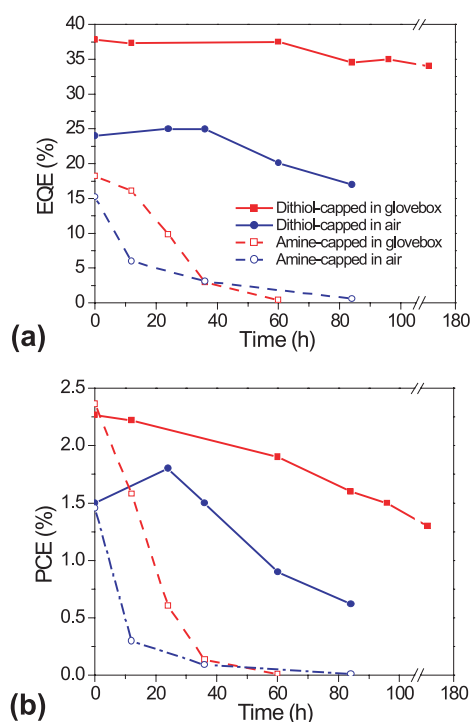 40
35
30
25
20
15
10
5
0
EQE (%)
Dithiol-capped in glovebox
Dithiol-capped in air
Amine-capped in glovebox
Amine-capped in air
0 20 40 60 80 100 180
Time (h)
(a)
2.5
2.0
1.5
1.0
0.5
0.0
PCE (%)
0 20 40 60 80 100 180
Time (h)
(b)